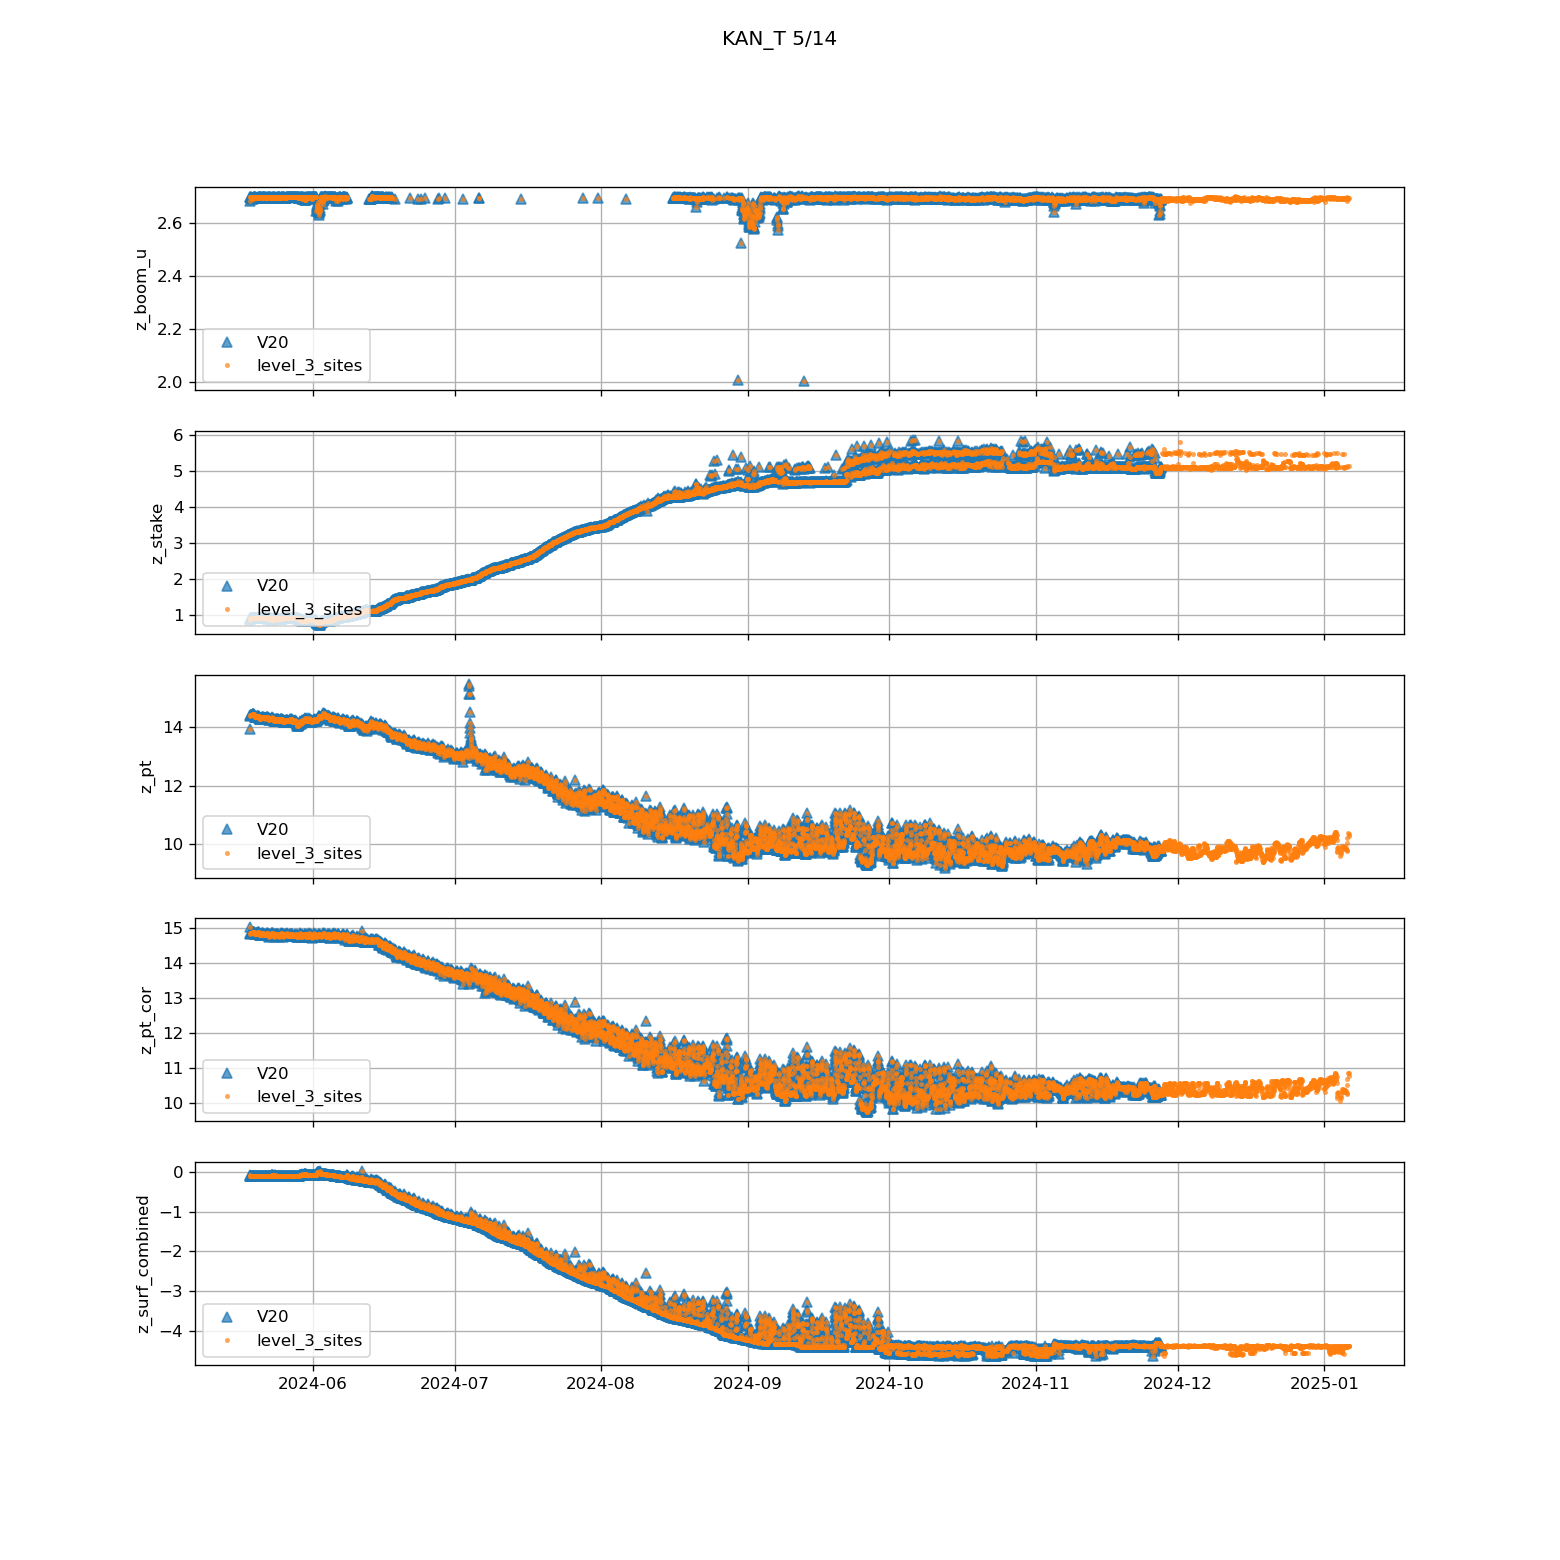 KAN_T 5/14
z_boom_u
2.6
2.4
2.2
2.0
V20
level_3_sites
z_stake
6
5
4
3
2
1
V20
level_3_sites
z_pt
14
12
10
V20
level_3_sites
z_pt_cor
15
14
13
12
11
10
V20
level_3_sites
z_surf_combined
0
−1
−2
−3
−4
V20
level_3_sites
2024-06 2024-07 2024-08 2024-09 2024-10 2024-11 2024-12 2025-01